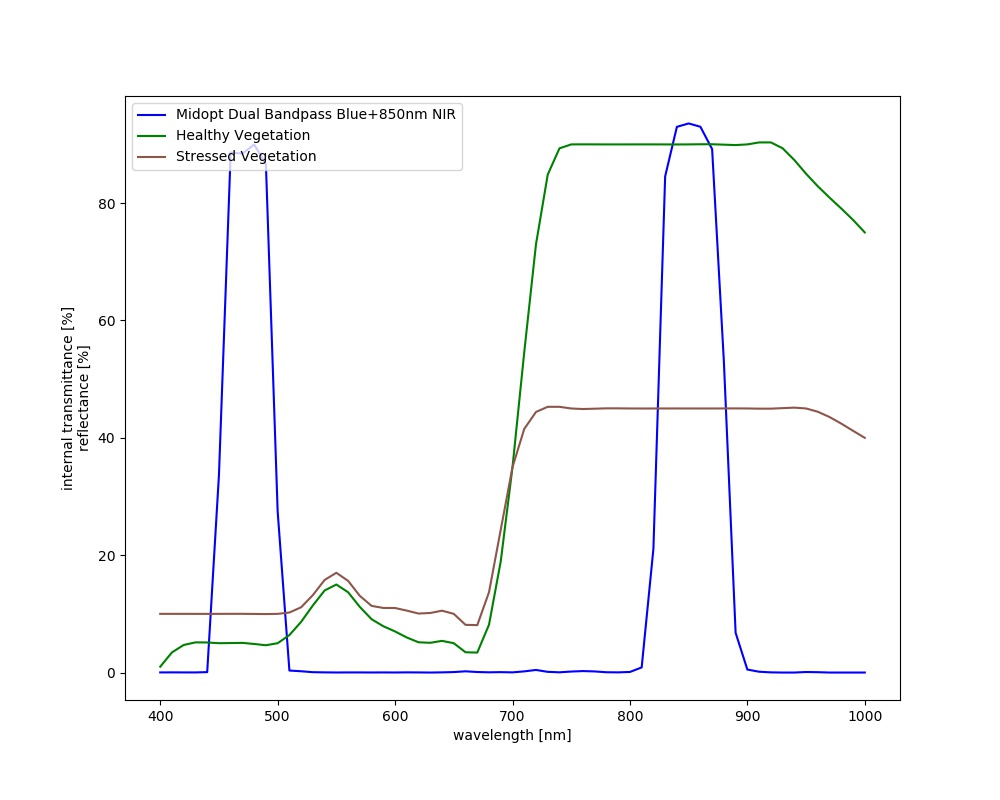 Midopt Dual Bandpass Blue+850nm NIR
Healthy Vegetation
Stressed Vegetation
internal transmittance [%]
reflectance [%]
80
60
40
20
0
400 500 600 700 800 900 1000
wavelength [nm]